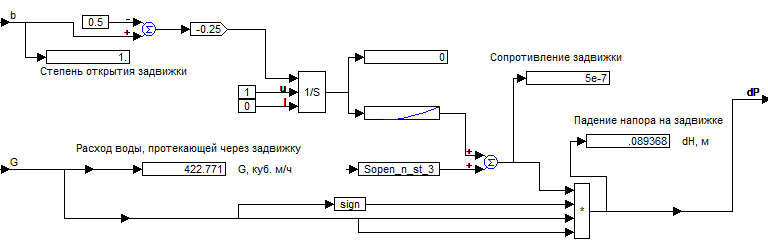 b
0.5
-
+
-0.25
1.
Степень открытия задвижки
0
Сопротивление задвижки
5e-7
1
u
0
l
1/S
dP
Падение напора на задвижке
.089368
dH, м
Расход воды, протекающей через задвижку
+
+
G
422.771
G, куб. м/ч
Sopen_n_st_3
sign
*